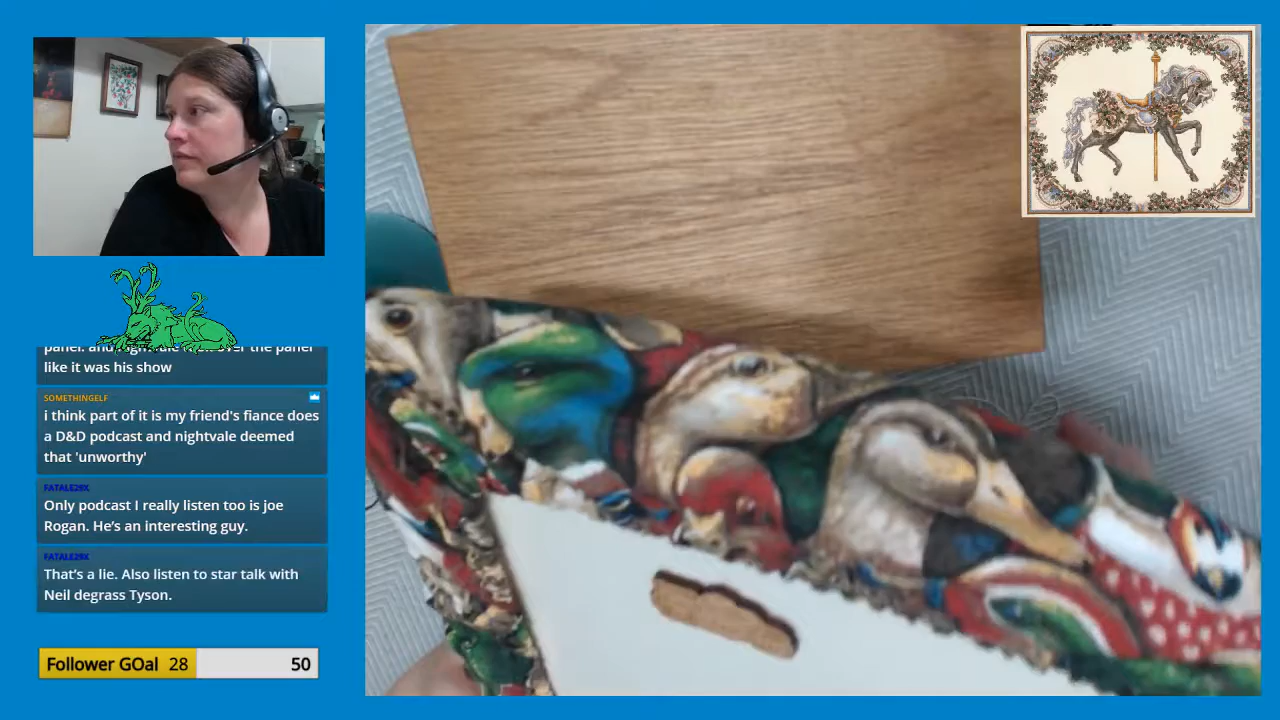 like it was his show
SOMETHINGELF
i think part of it is my friend's fiance does
a D&D podcast and nightvale deemed
that 'unworthy'
FATALE29X
Only podcast I really listen too is joe
Rogan. He's an interesting guy.
FATALE29X
That's a lie. Also listen to star talk with
Neil degrass Tyson.
Follower GOal 28 50